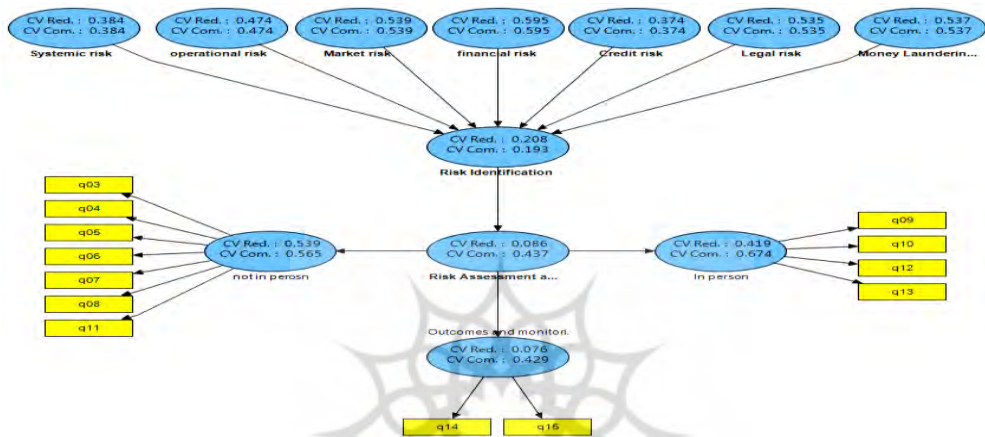 CV Red. : 0.384
CV Com. : 0.384
Systemic risk
CV Red. : 0.474
CV Com. : 0.474
operational risk
CV Red. : 0.539
CV Com. : 0.539
Market risk
CV Red. : 0.595
CV Com. : 0.595
financial risk
CV Red. : 0.374
CV Com. : 0.374
Credit risk
CV Red. : 0.535
CV Com. : 0.535
Legal risk
CV Red. : 0.537
CV Com. : 0.537
Money Launderin...
CV Red. : 0.208
CV Com. : 0.193
Risk Identification
q03
q04
q05
q06
q07
q08
q11
CV Red. : 0.539
CV Com. : 0.565
not in perosn
CV Red. : 0.086
CV Com. : 0.437
Risk Assessment a...
CV Red. : 0.419
CV Com. : 0.674
In person
q09
q10
q12
q13
Outcomes and monitori.
CV Red. : 0.076
CV Com. : 0.429
q14
q15